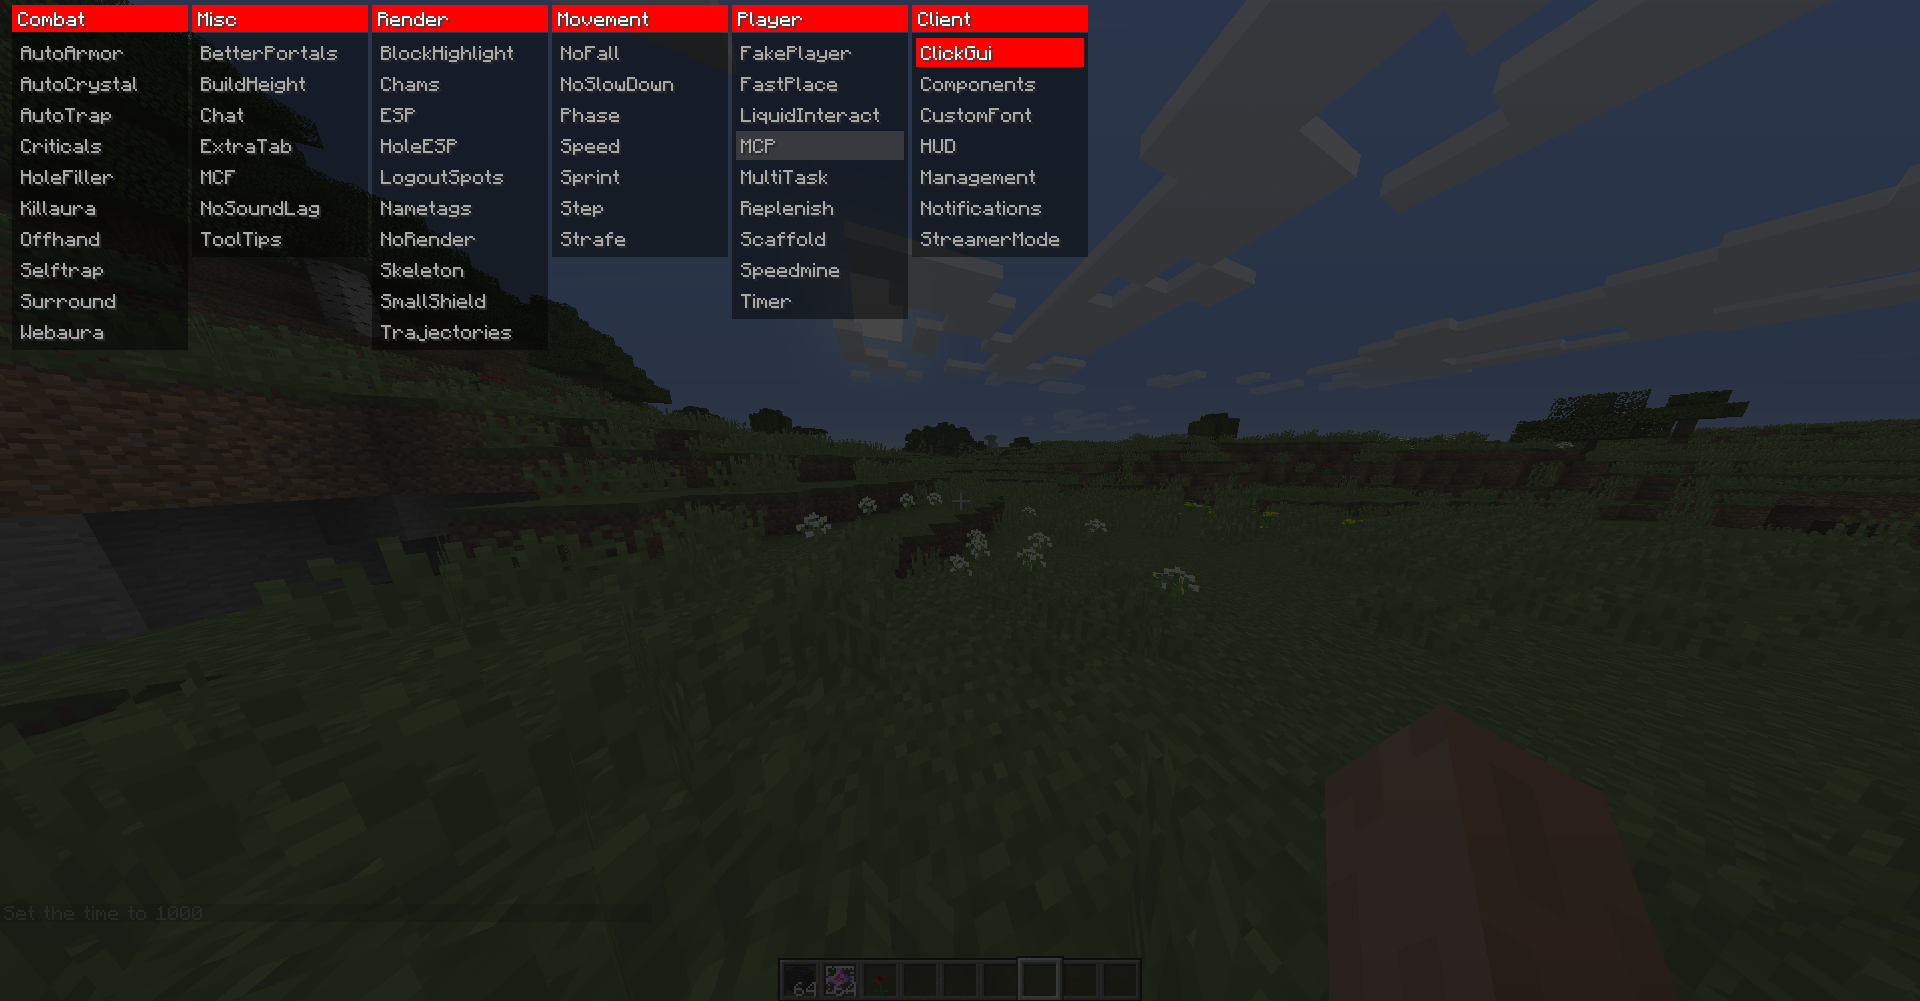 Combat
AutoArmor
AutoCrystal
AutoTrap
Criticals
HoleFiller
Killaura
Offhand
Selftrap
Surround
Webaura
Misc
BetterPortals
BuildHeight
Chat
ExtraTab
MCF
NoSoundLag
ToolTips
Render
BlockHighlight
Chams
ESP
HoleESP
LogoutSpots
Nametags
NoRender
Skeleton
SmallShield
Trajectories
Movement
NoFall
NoSlowDown
Phase
Speed
Sprint
Step
Strafe
Player
FakePlayer
FastPlace
LiquidInteract
MCP
MultiTask
Replenish
Scaffold
Speedmine
Timer
Client
ClickGui
Components
CustomFont
HUD
Management
Notifications
StreamerMode
Set the time to 1000
64 64